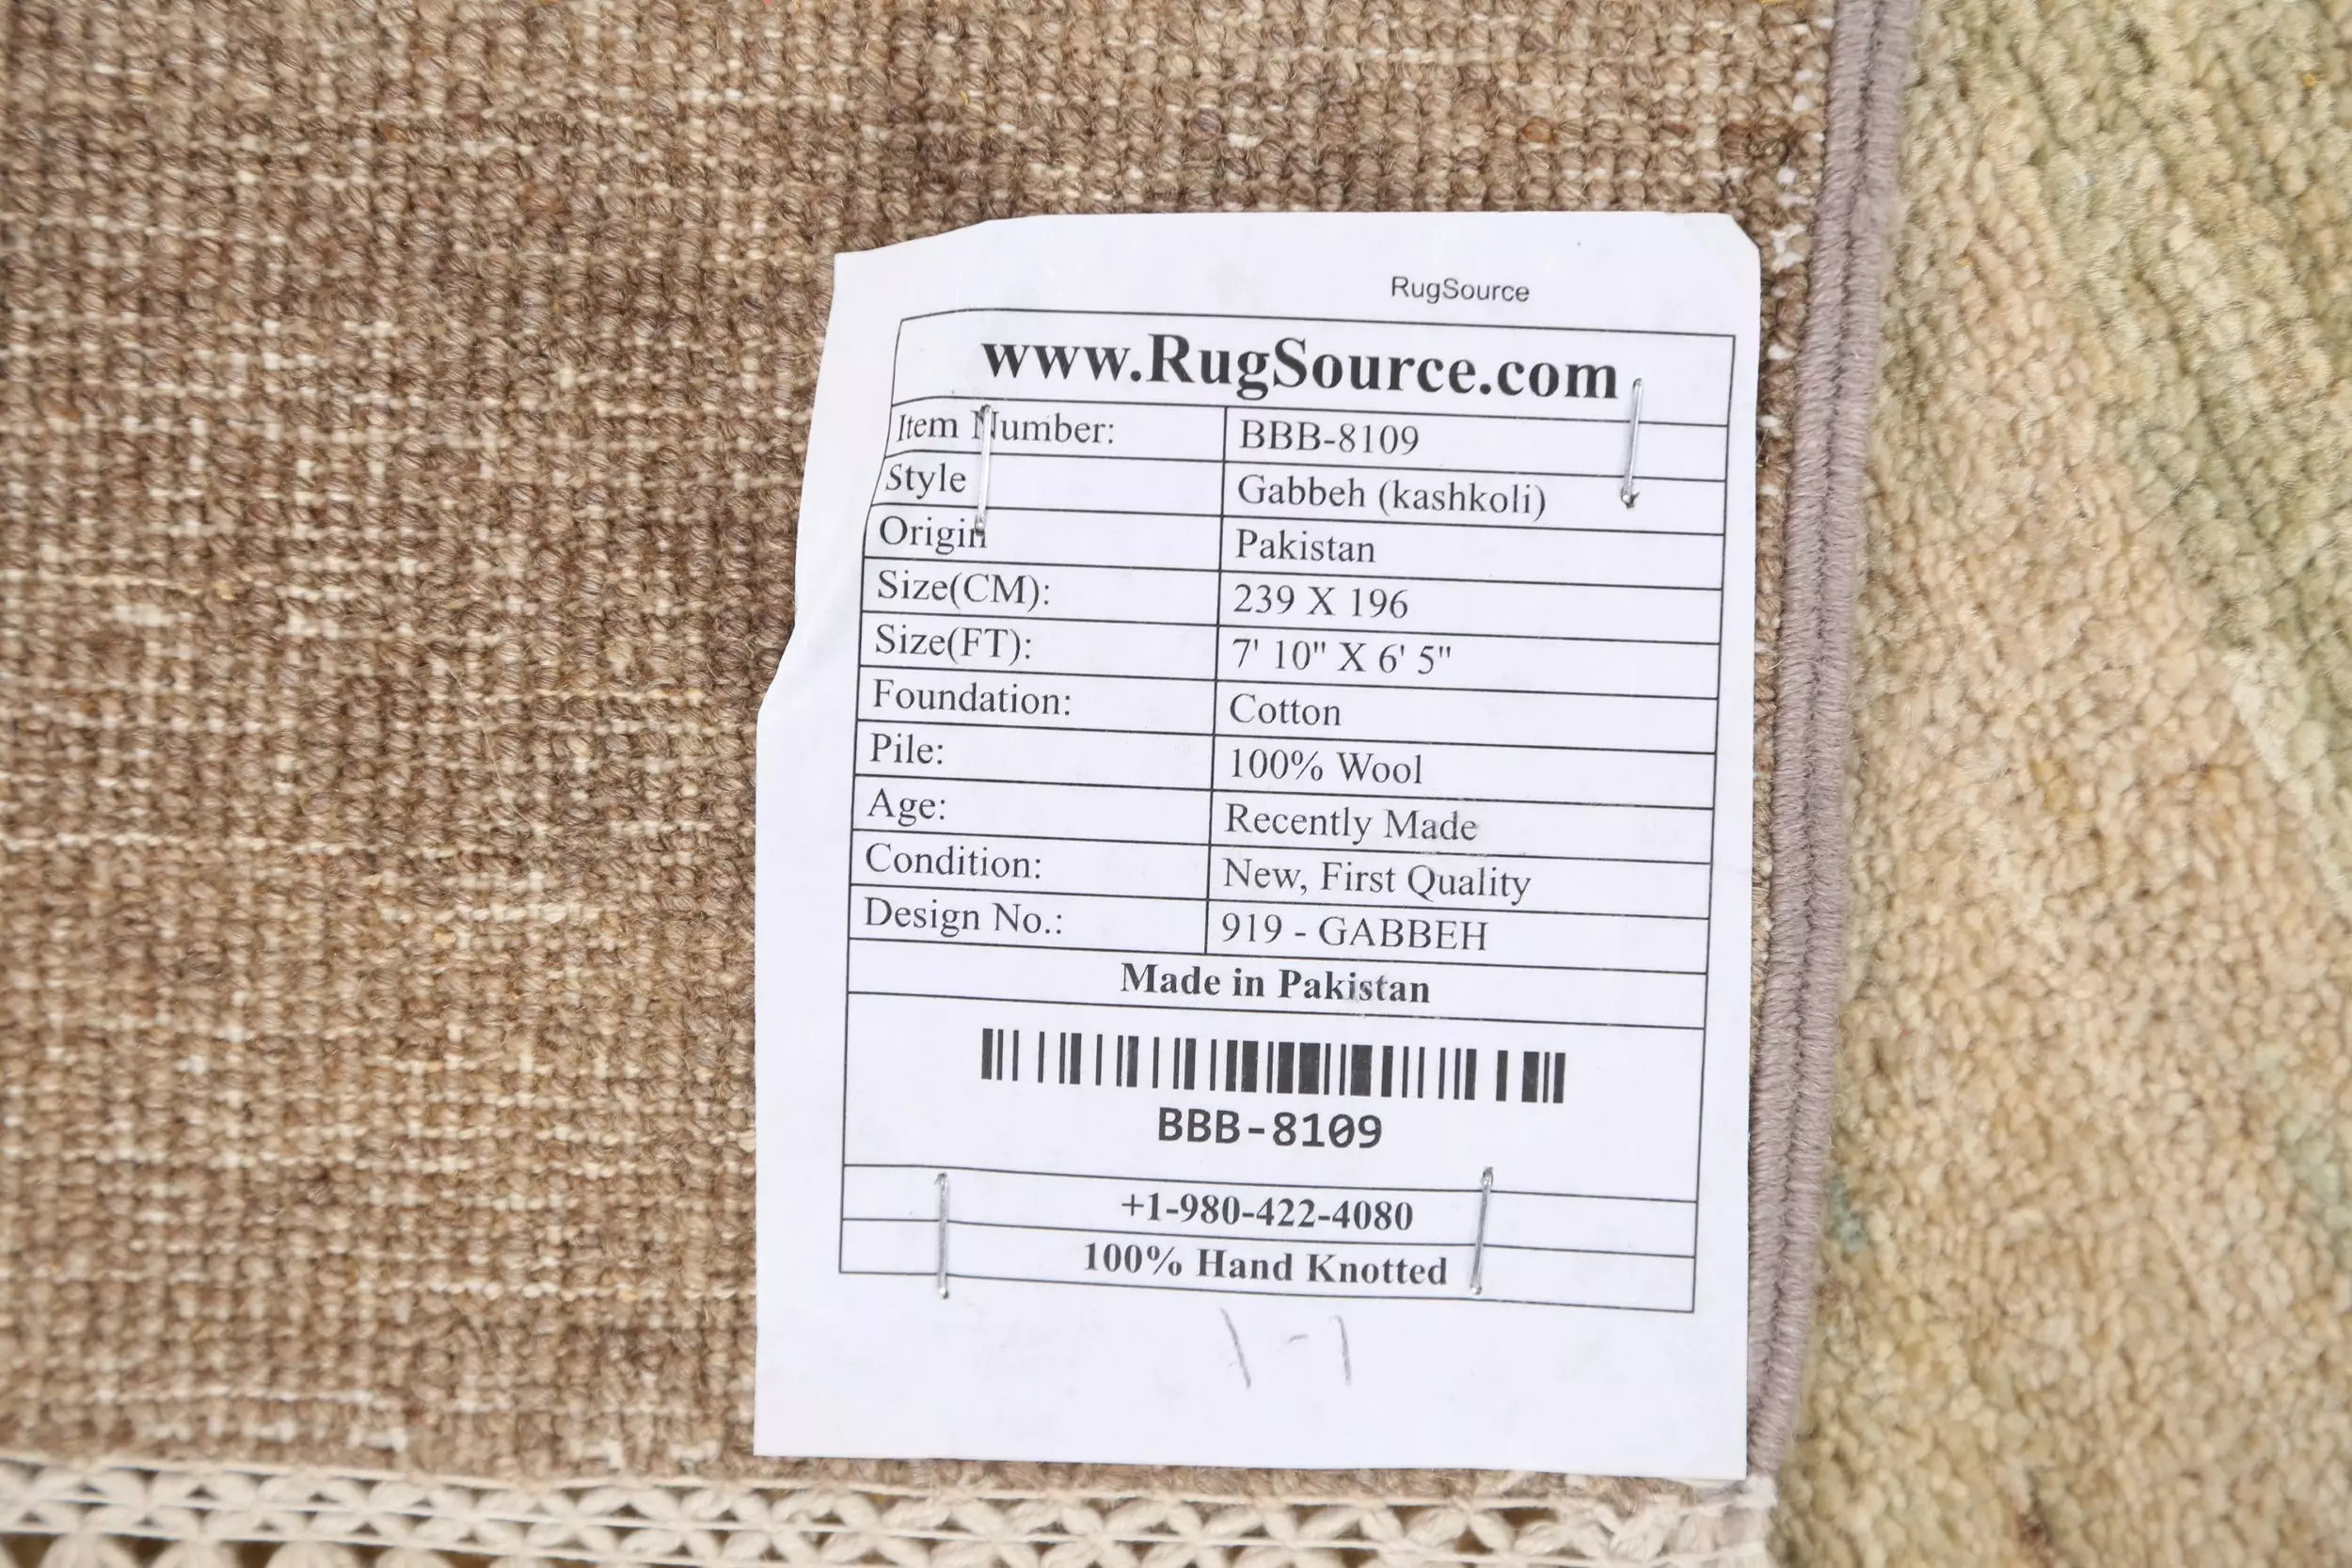 RugSource
www.RugSource.com
Item Number: BBB-8109
Style Gabbeh (kashkoli)
Origin Pakistan
Size(CM): 239 X 196
Size(FT): 7' 10" X 6' 5"
Foundation: Cotton
Pile: 100% Wool
Age: Recently Made
Condition: New, First Quality
Design No.: 919 - GABBEH
Made in Pakistan
BBB-8109
+1-980-422-4080
100% Hand Knotted
1-1